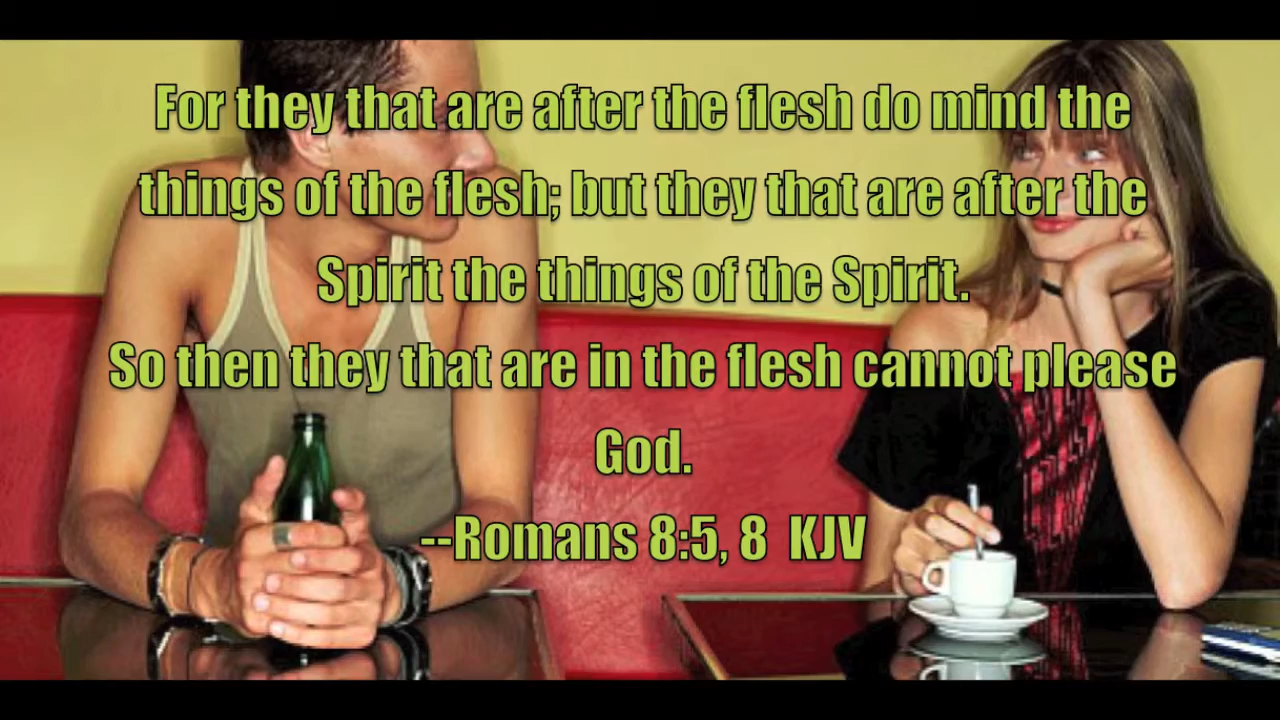 For they that are after the flesh do mind the
things of the flesh; but they that are after the
Spirit the things of the Spirit.
So then they that are in the flesh cannot please
God.
--Romans 8:5, 8  KJV